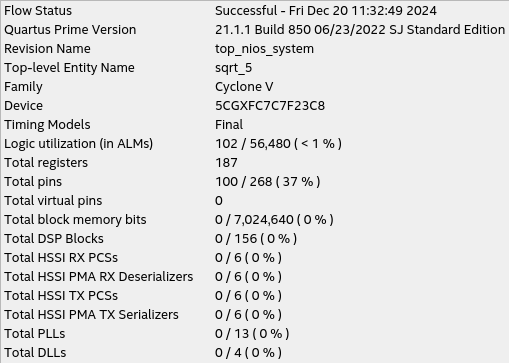 Flow Status Successful - Fri Dec 20 11:32:49 2024
Quartus Prime Version 21.1.1 Build 850 06/23/2022 SJ Standard Edition
Revision Name top_nios_system
Top-level Entity Name sqrt_5
Family Cyclone V
Device 5CGXFC7C7F23C8
Timing Models Final
Logic utilization (in ALMs) 102 / 56,480 ( < 1 % )
Total registers 187
Total pins 100 / 268 ( 37 % )
Total virtual pins 0
Total block memory bits 0 / 7,024,640 ( 0 % )
Total DSP Blocks 0 / 156 ( 0 % )
Total HSSI RX PCSs 0 / 6 ( 0 % )
Total HSSI PMA RX Deserializers 0 / 6 ( 0 % )
Total HSSI TX PCSs 0 / 6 ( 0 % )
Total HSSI PMA TX Serializers 0 / 6 ( 0 % )
Total PLLs 0 / 13 ( 0 % )
Total DLLs 0 / 4 ( 0 % )